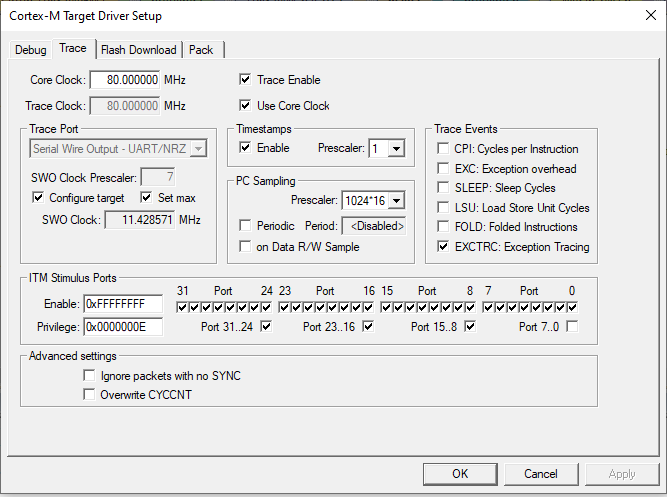 Cortex-M Target Driver Setup
Debug Trace Flash Download Pack
Core Clock: 80.000000 MHz Trace Enable
Trace Clock: 80.000000 MHz Use Core Clock
Trace Port
Serial Wire Output - UART/NRZ
SWO Clock Prescaler: 7
Configure target Set max
SWO Clock: 11.428571 MHz
Timestamps
Enable Prescaler: 1
PC Sampling
Prescaler: 1024*16
Periodic Period: <Disabled>
on Data R/W Sample
Trace Events
CPI: Cycles per Instruction
EXC: Exception overhead
SLEEP: Sleep Cycles
LSU: Load Store Unit Cycles
FOLD: Folded Instructions
EXCTRC: Exception Tracing
ITM Stimulus Ports
31 Port 24 23 Port 16 15 Port 8 7 Port 0
Enable: 0xFFFFFFFF
Privilege: 0x0000000E Port 31..24 Port 23..16 Port 15..8 Port 7..0
Advanced settings
Ignore packets with no SYNC
Overwrite CYCCNT
OK Cancel Apply